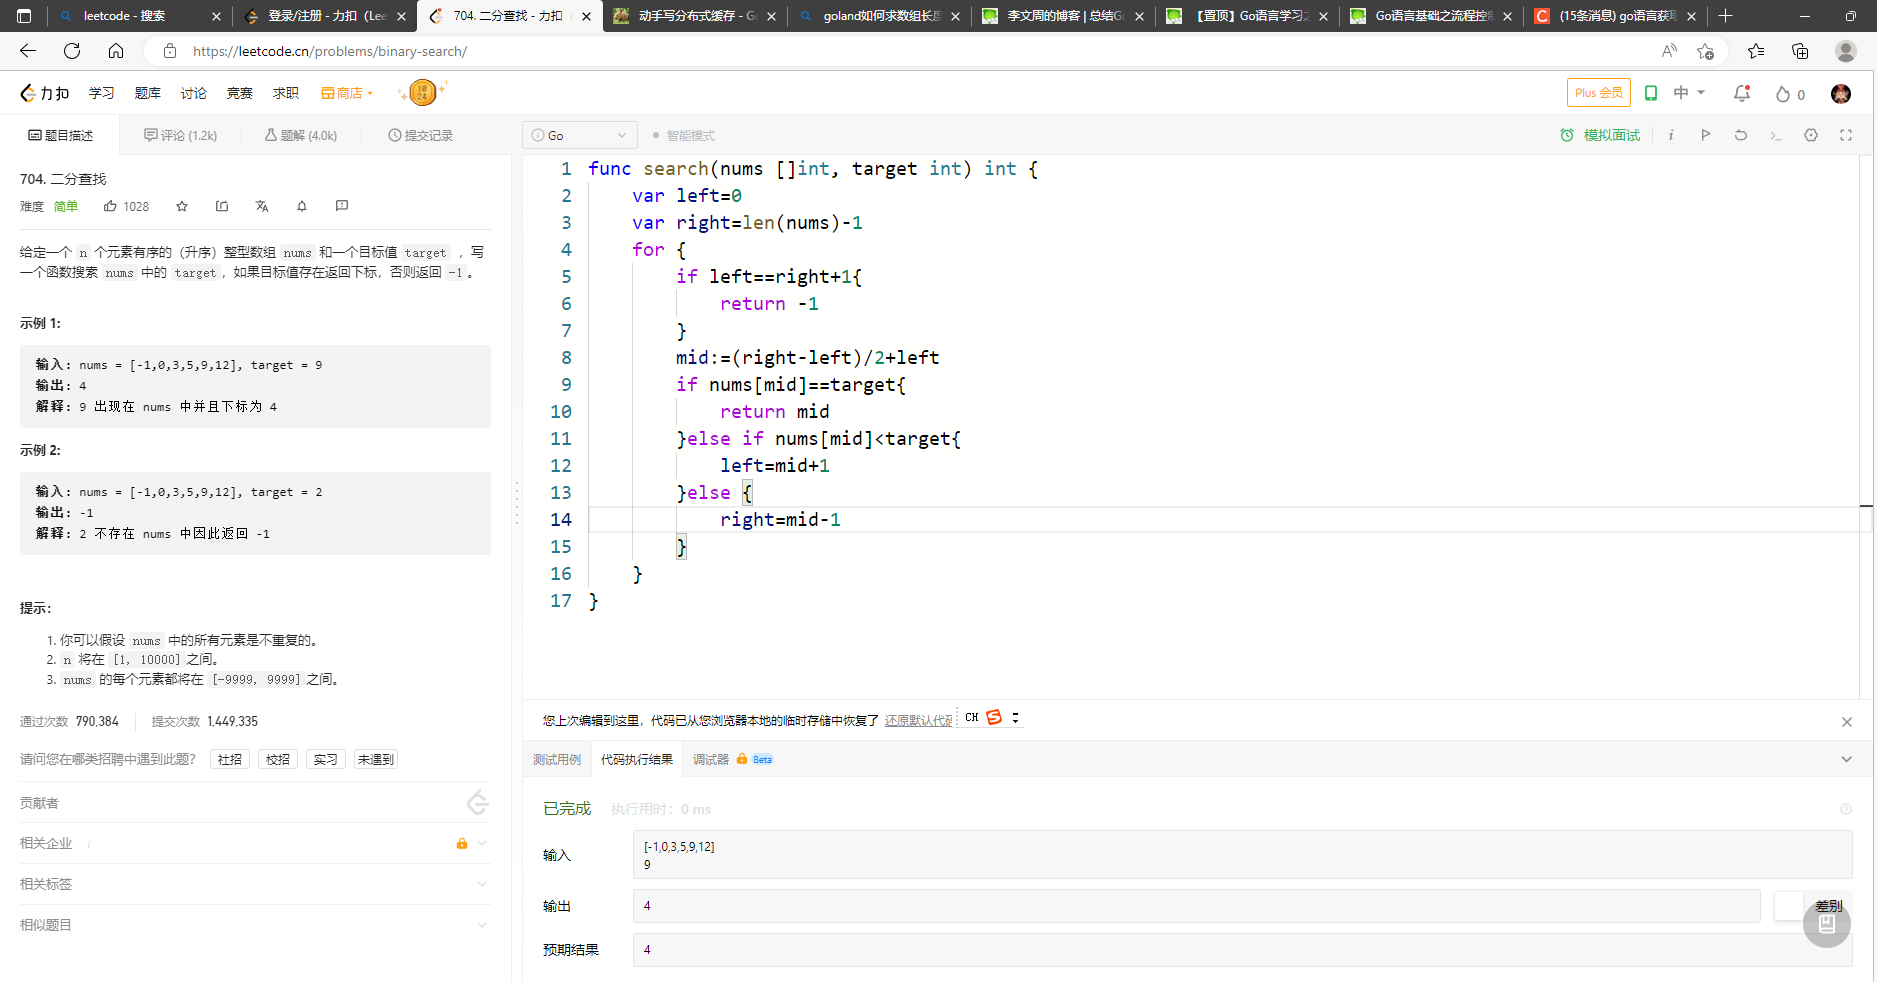 leetcode - 搜索
登录/注册 - 力扣 (Lee
704. 二分查找 - 力扣
动手写分布式缓存 - Go
goland如何求数组长度
李文周的博客 | 总结Go
【置顶】Go语言学习之
Go语言基础之流程控制
(15条消息) go语言获取
https://leetcode.cn/problems/binary-search/
力扣 学习 题库 讨论 竞赛 求职 商店
Plus 会员 中 0
题目描述 评论 (1.2k) 题解 (4.0k) 提交记录
Go 智能模式 模拟面试
704. 二分查找
难度 简单 1028
给定一个 n 个元素有序的（升序）整型数组 nums 和一个目标值 target ，写
一个函数搜索 nums 中的 target，如果目标值存在返回下标，否则返回 -1。
示例 1:
输入: nums = [-1,0,3,5,9,12], target = 9
输出: 4
解释: 9 出现在 nums 中并且下标为 4
示例 2:
输入: nums = [-1,0,3,5,9,12], target = 2
输出: -1
解释: 2 不存在 nums 中因此返回 -1
提示：
1. 你可以假设 nums 中的所有元素是不重复的。
2. n 将在 [1, 10000]之间。
3. nums 的每个元素都将在 [-9999, 9999]之间。
通过次数 790,384 提交次数 1,449,335
请问您在哪类招聘中遇到此题？ 社招 校招 实习 未遇到
贡献者
相关企业 i
相关标签
相似题目
1 func search(nums []int, target int) int {
2 var left=0
3 var right=len(nums)-1
4 for {
5 if left==right+1{
6 return -1
7 }
8 mid:=(right-left)/2+left
9 if nums[mid]==target{
10 return mid
11 }else if nums[mid]<target{
12 left=mid+1
13 }else {
14 right=mid-1
15 }
16 }
17 }
您上次编辑到这里，代码已从您浏览器本地的临时存储中恢复了 还原默认代码
CH
测试用例 代码执行结果 调试器 Beta
已完成 执行用时：0 ms
输入
[-1,0,3,5,9,12]
9
输出 4 差别
预期结果 4